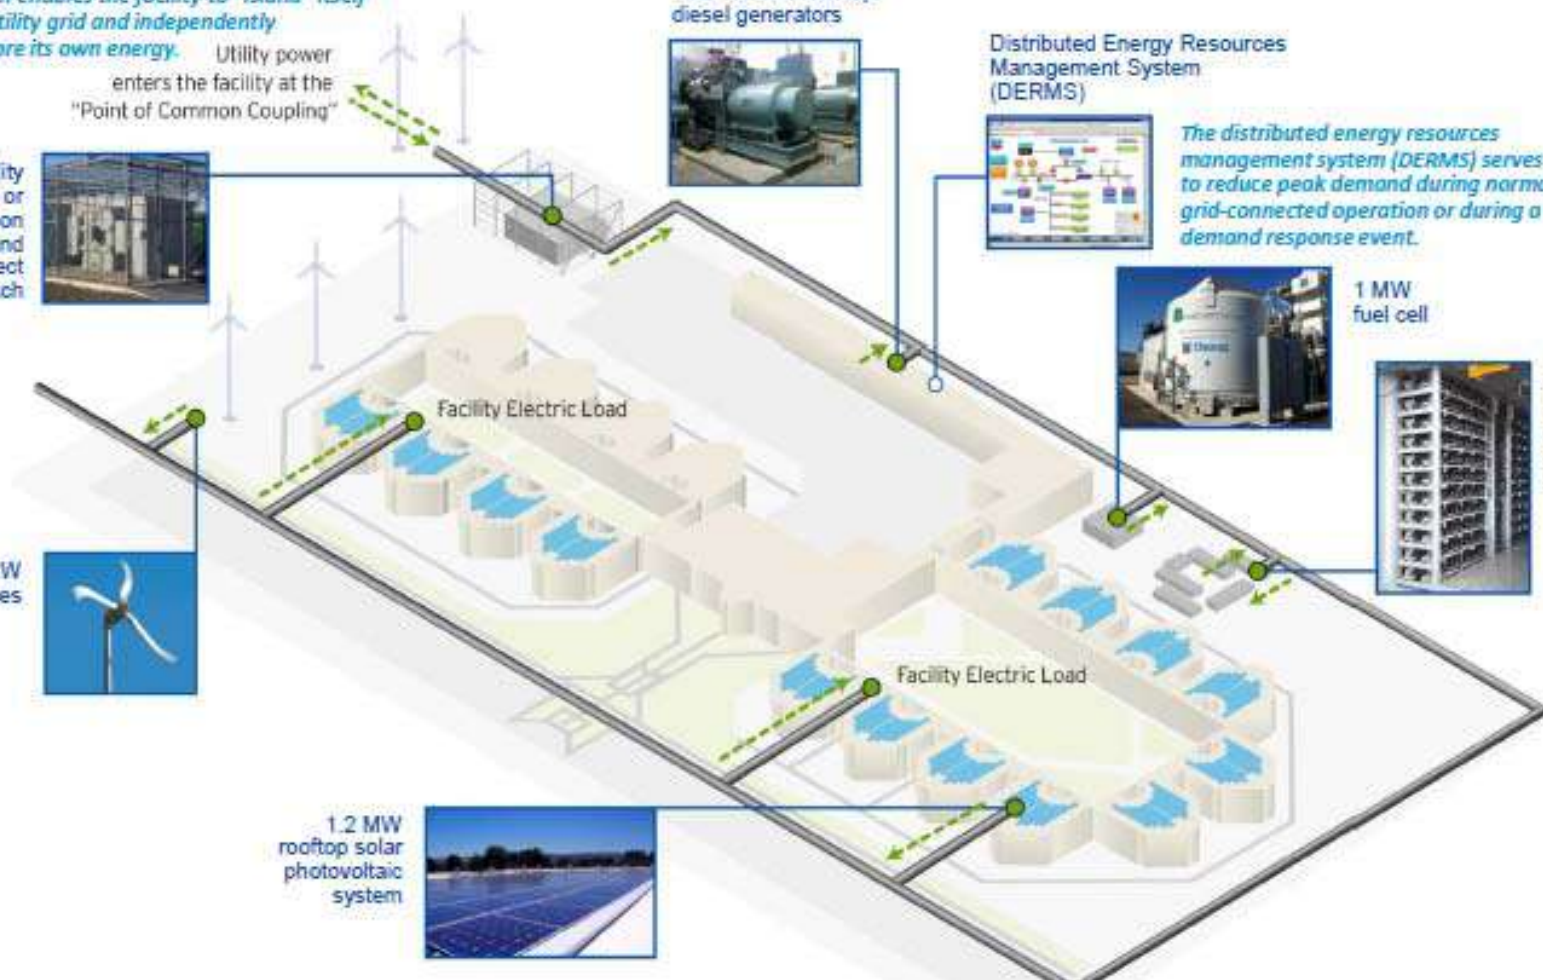 utility grid and independently
its own energy.
Utility power
enters the facility at the
"Point of Common Coupling"
or
diesel generators
Distributed Energy Resources
Management System
(DERMS)
The distributed energy resources
management system (DERMS) serves
to reduce peak demand during
grid-connected operation or during a
demand response event.
1 MW
fuel cell
Facility Electric Load
Facility Electric Load
1.2 MW
rooftop solar
photovoltaic
system